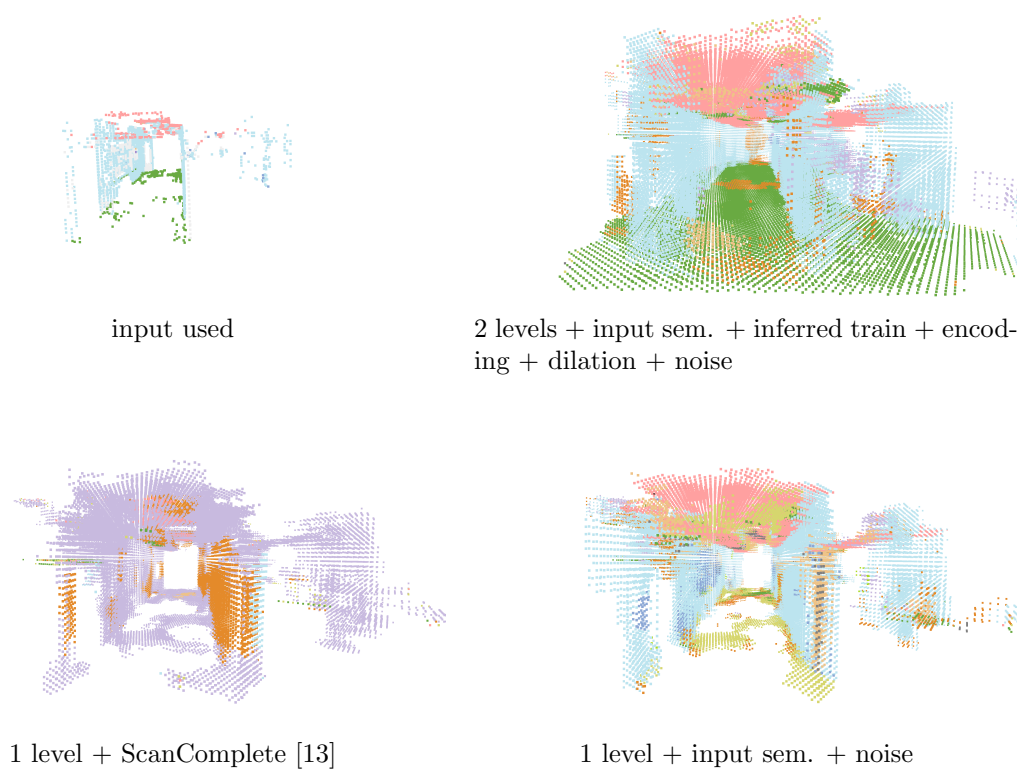 input used
2 levels + input sem. + inferred train + encod-
ing + dilation + noise
1 level + ScanComplete [13]
1 level + input sem. + noise